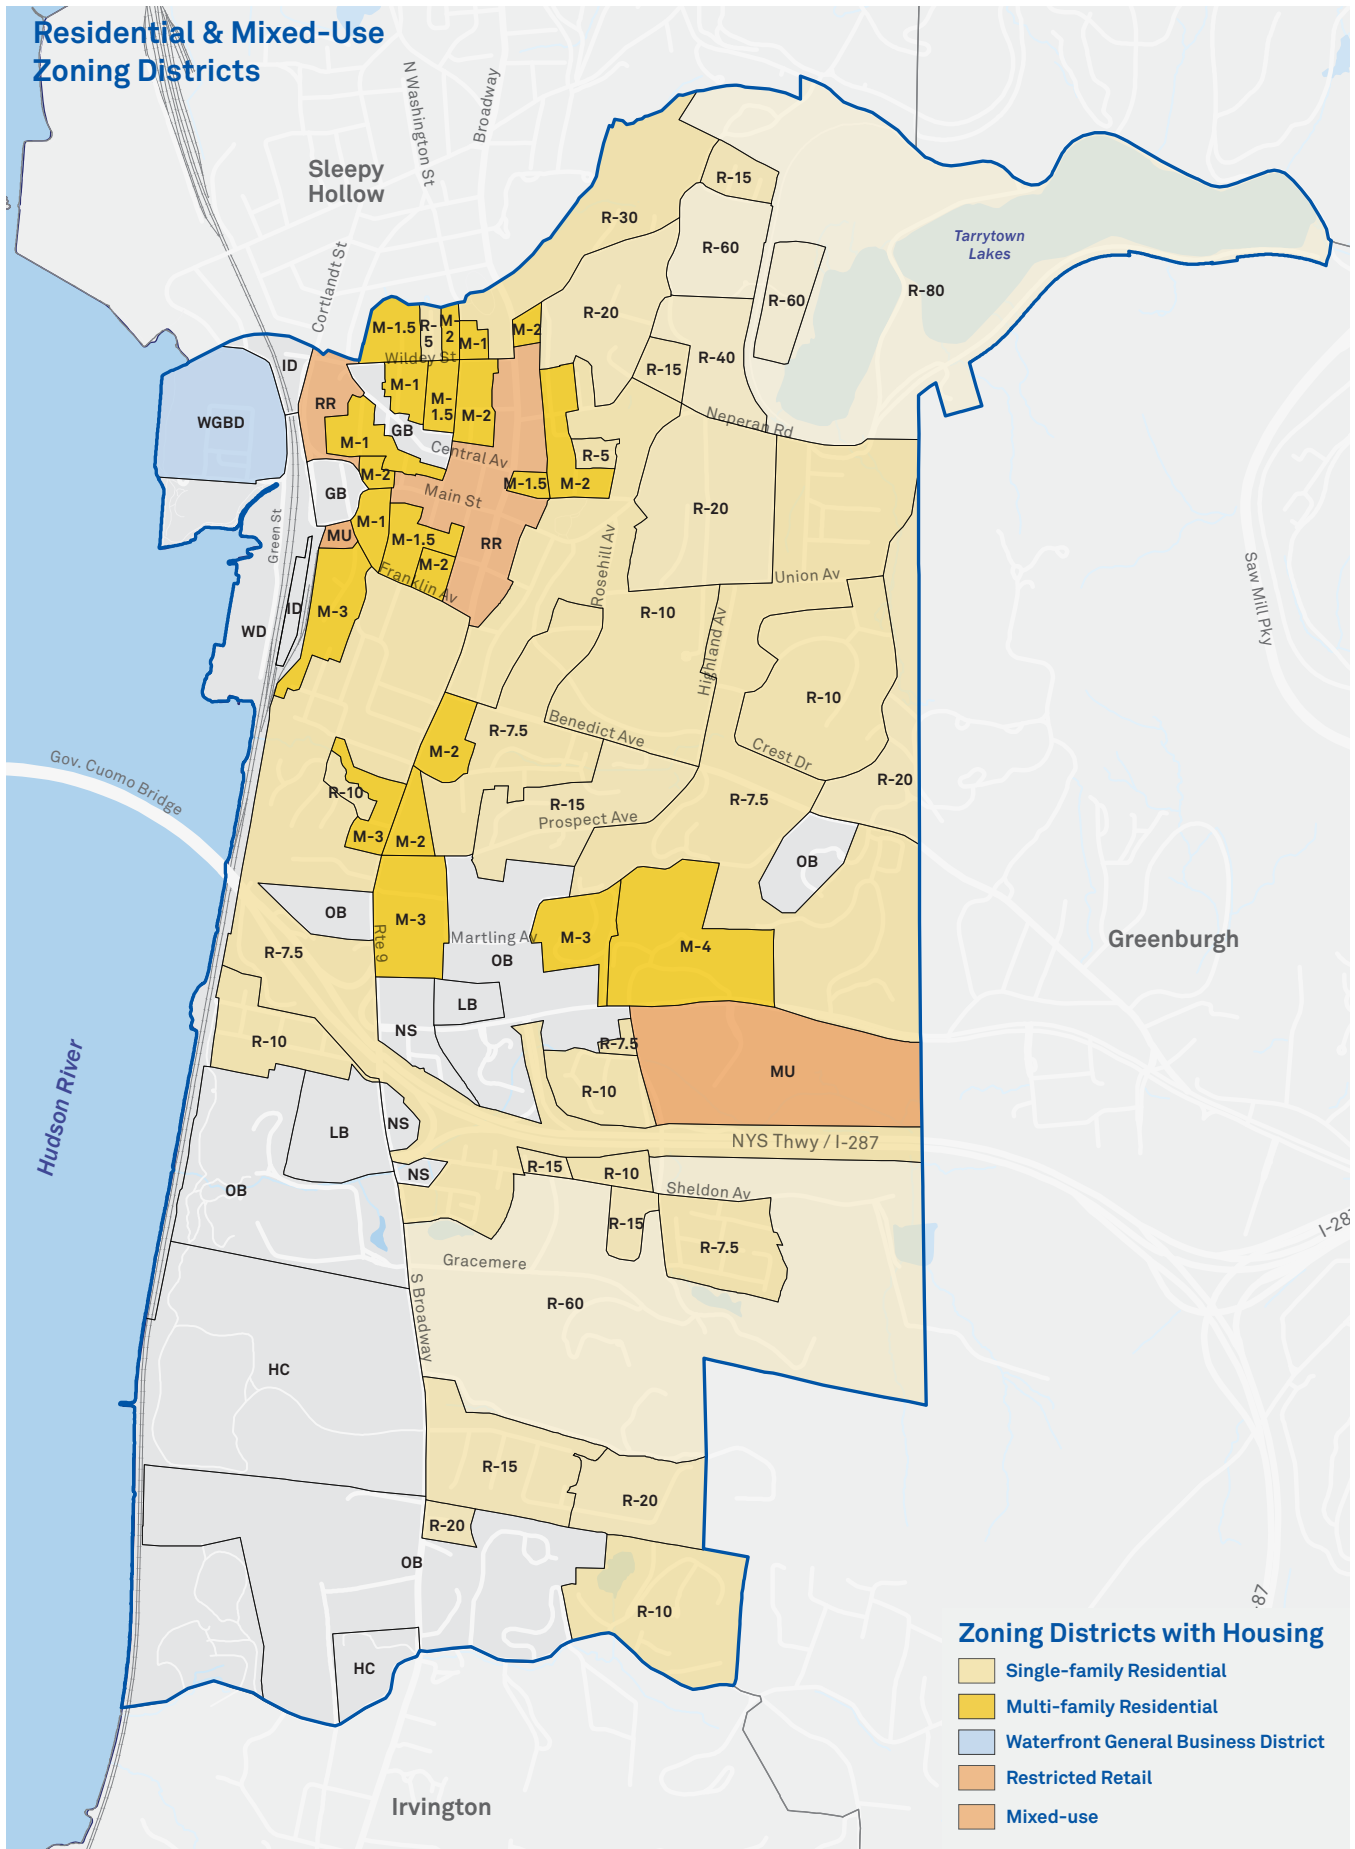 Residential & Mixed-Use
Zoning Districts
N Washington St
Broadway
Sleepy
Hollow
Cortlandt St
R-15
R-30
R-60
Tarrytown
Lakes
R-80
R-60
R-20
M-1.5
R-
5
M-
2
M-1
M-2
Wildey St
ID
R-15
R-40
M-1
RR
M-
1.5
M-2
WGBD
GB
Neperan Rd
M-1
Central Av
R-5
M-2
M-1.5
M-2
GB
Main St
R-20
M-1
MU
M-1.5
RR
Green St
M-2
Franklin Av
Rosehill Av
Union Av
Saw Mill Pky
ID
M-3
R-10
WD
Highland Av
R-10
R-7.5
Benedict Ave
M-2
Crest Dr
R-20
Gov. Cuomo Bridge
R-10
R-15
R-7.5
Prospect Ave
M-3
M-2
OB
OB
M-3
Rte 9
Martling Av
M-3
M-4
Greenburgh
R-7.5
OB
LB
NS
R-10
R-7.5
MU
R-10
Hudson River
LB
NS
NYS Thwy / I-287
R-15
R-10
NS
OB
Sheldon Av
R-15
R-7.5
I-287
Gracemere
R-60
S Broadway
HC
R-15
R-20
R-20
OB
R-10
87
HC
Irvington
Zoning Districts with Housing
Single-family Residential
Multi-family Residential
Waterfront General Business District
Restricted Retail
Mixed-use